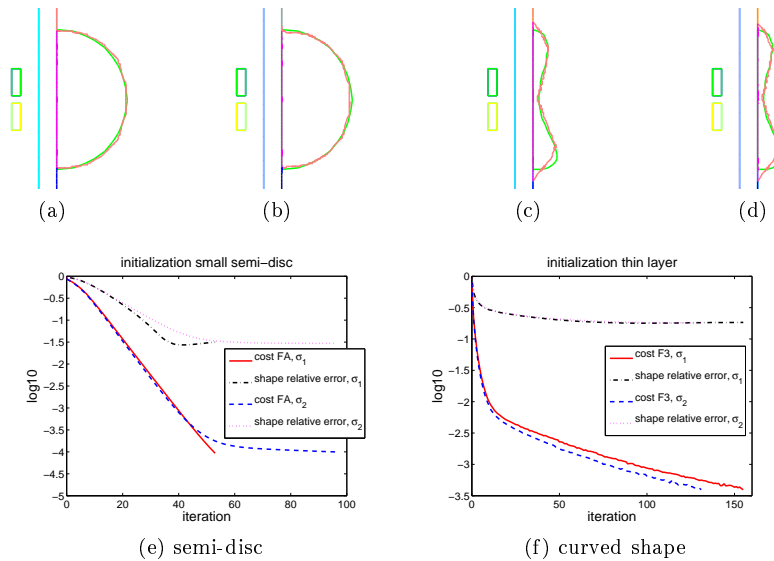 (a)
(b)
(c)
(d)
initialization small semi−disc
0
−0.5
−1
−1.5
−2
−2.5
−3
−3.5
−4
−4.5
−5
log10
0
20
40
60
80
100
iteration
cost FA, σ1
shape relative error, σ1
cost FA, σ2
shape relative error, σ2
(e) semi-disc
initialization thin layer
0
−0.5
−1
−1.5
−2
−2.5
−3
−3.5
log10
0
50
100
150
iteration
cost F3, σ1
shape relative error, σ1
cost F3, σ2
shape relative error, σ2
(f) curved shape